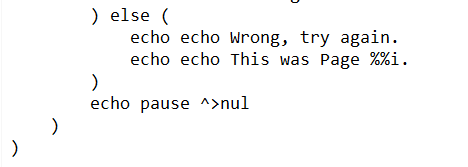 ) else (
echo echo Wrong, try again.
echo echo This was Page %%i.
)
echo pause ^>nul
)
)